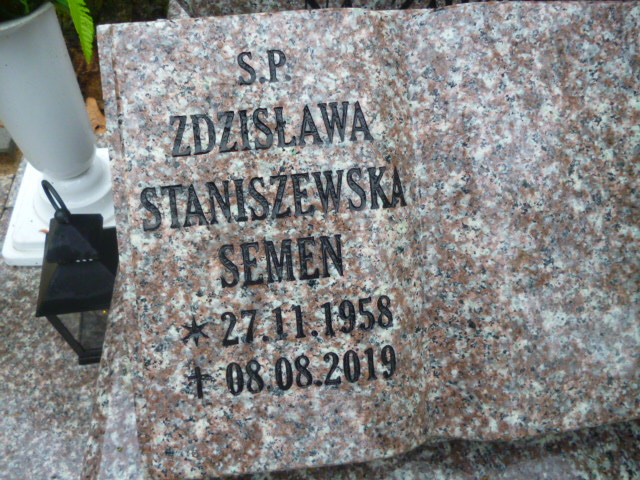 S.P.
ZDZISŁAWA
STANISZEWSKA
SEMEN
* 27.11.1958
✝ 08.08.2019